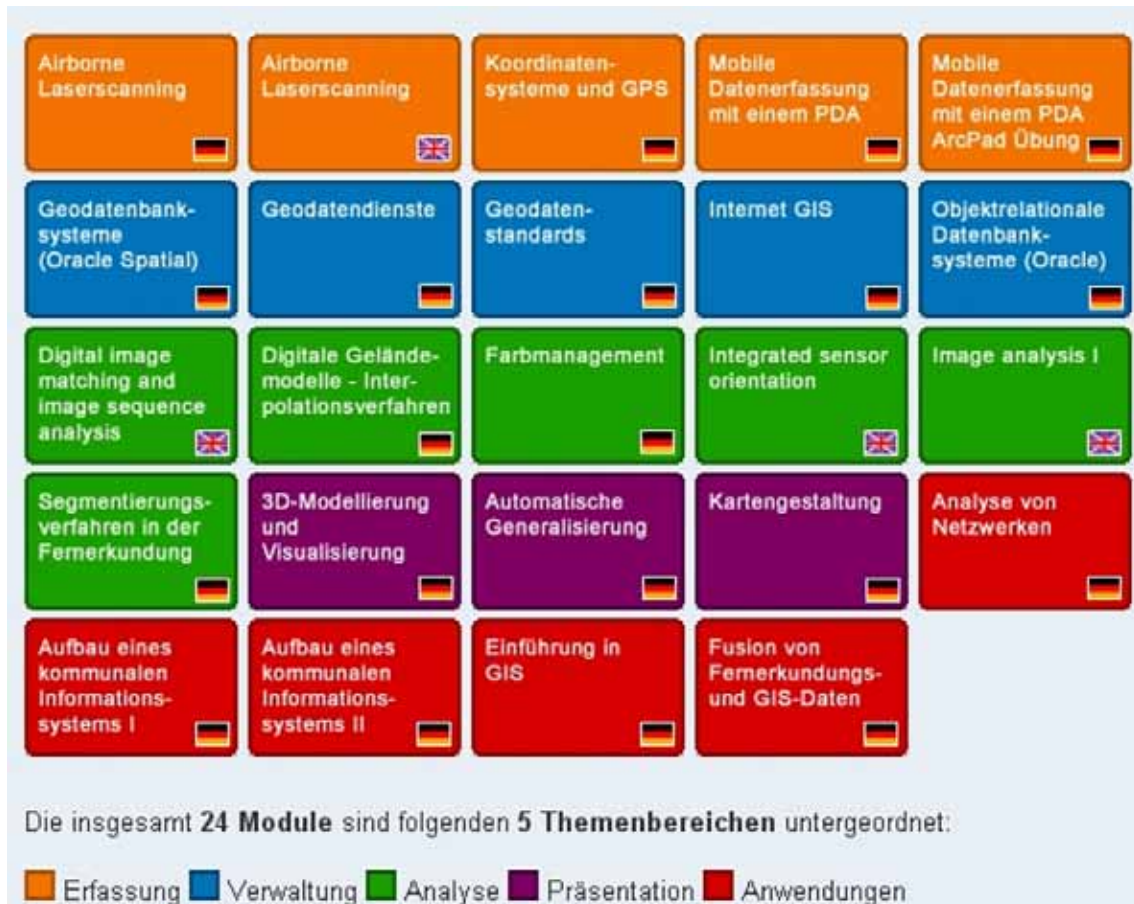 Airborne
Laserscanning
Airborne
Laserscanning
Koordinaten-
systeme und GPS
Mobile
Datenerfassung
mit einem PDA
Mobile
Datenerfassung
mit einem PDA
ArcPad Übung
Geodatenbank-
systeme
(Oracle Spatial)
Geodatendienste
Geodaten-
standards
Internet GIS
Objektrelationale
Datenbank-
systeme (Oracle)
Digital image
matching and
image sequence
analysis
Digitale Gelände-
modelle - Inter-
polationsverfahren
Farbmanagement
Integrated sensor
orientation
Image analysis I
Segmentierungs-
verfahren in der
Fernerkundung
3D-Modellierung
und
Visualisierung
Automatische
Generalisierung
Kartengestaltung
Analyse von
Netzwerken
Aufbau eines
kommunalen
Informations-
systems I
Aufbau eines
kommunalen
Informations-
systems II
Einführung in
GIS
Fusion von
Fernerkundungs-
und GIS-Daten
Die insgesamt 24 Module sind folgenden 5 Themenbereichen untergeordnet:
Erfassung Verwaltung Analyse Präsentation Anwendungen